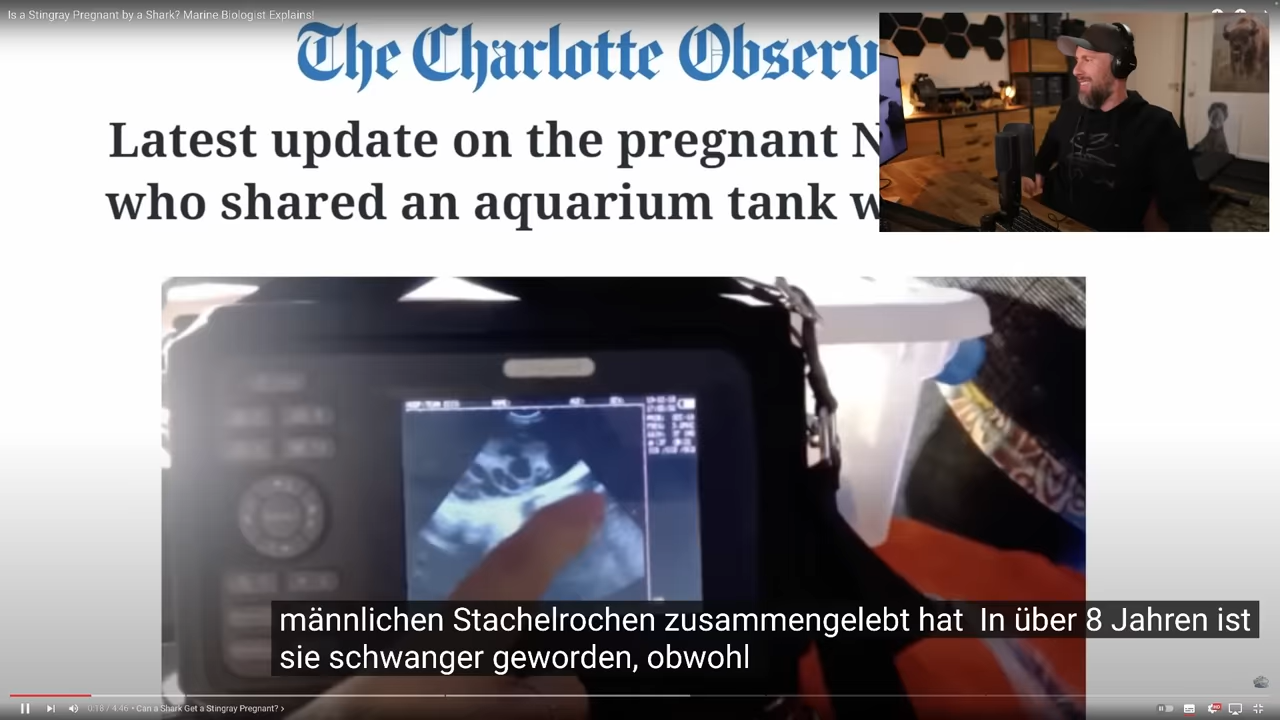 Is a Stingray Pregnant by a Shark? Marine Biologist Explains!
The Charlotte Observ
Latest update on the pregnant N
who shared an aquarium tank w
männlichen Stachelrochen zusammengelebt hat  In über 8 Jahren ist
sie schwanger geworden, obwohl
0:18 / 4:46 • Can a Shark Get a Stingray Pregnant? ›